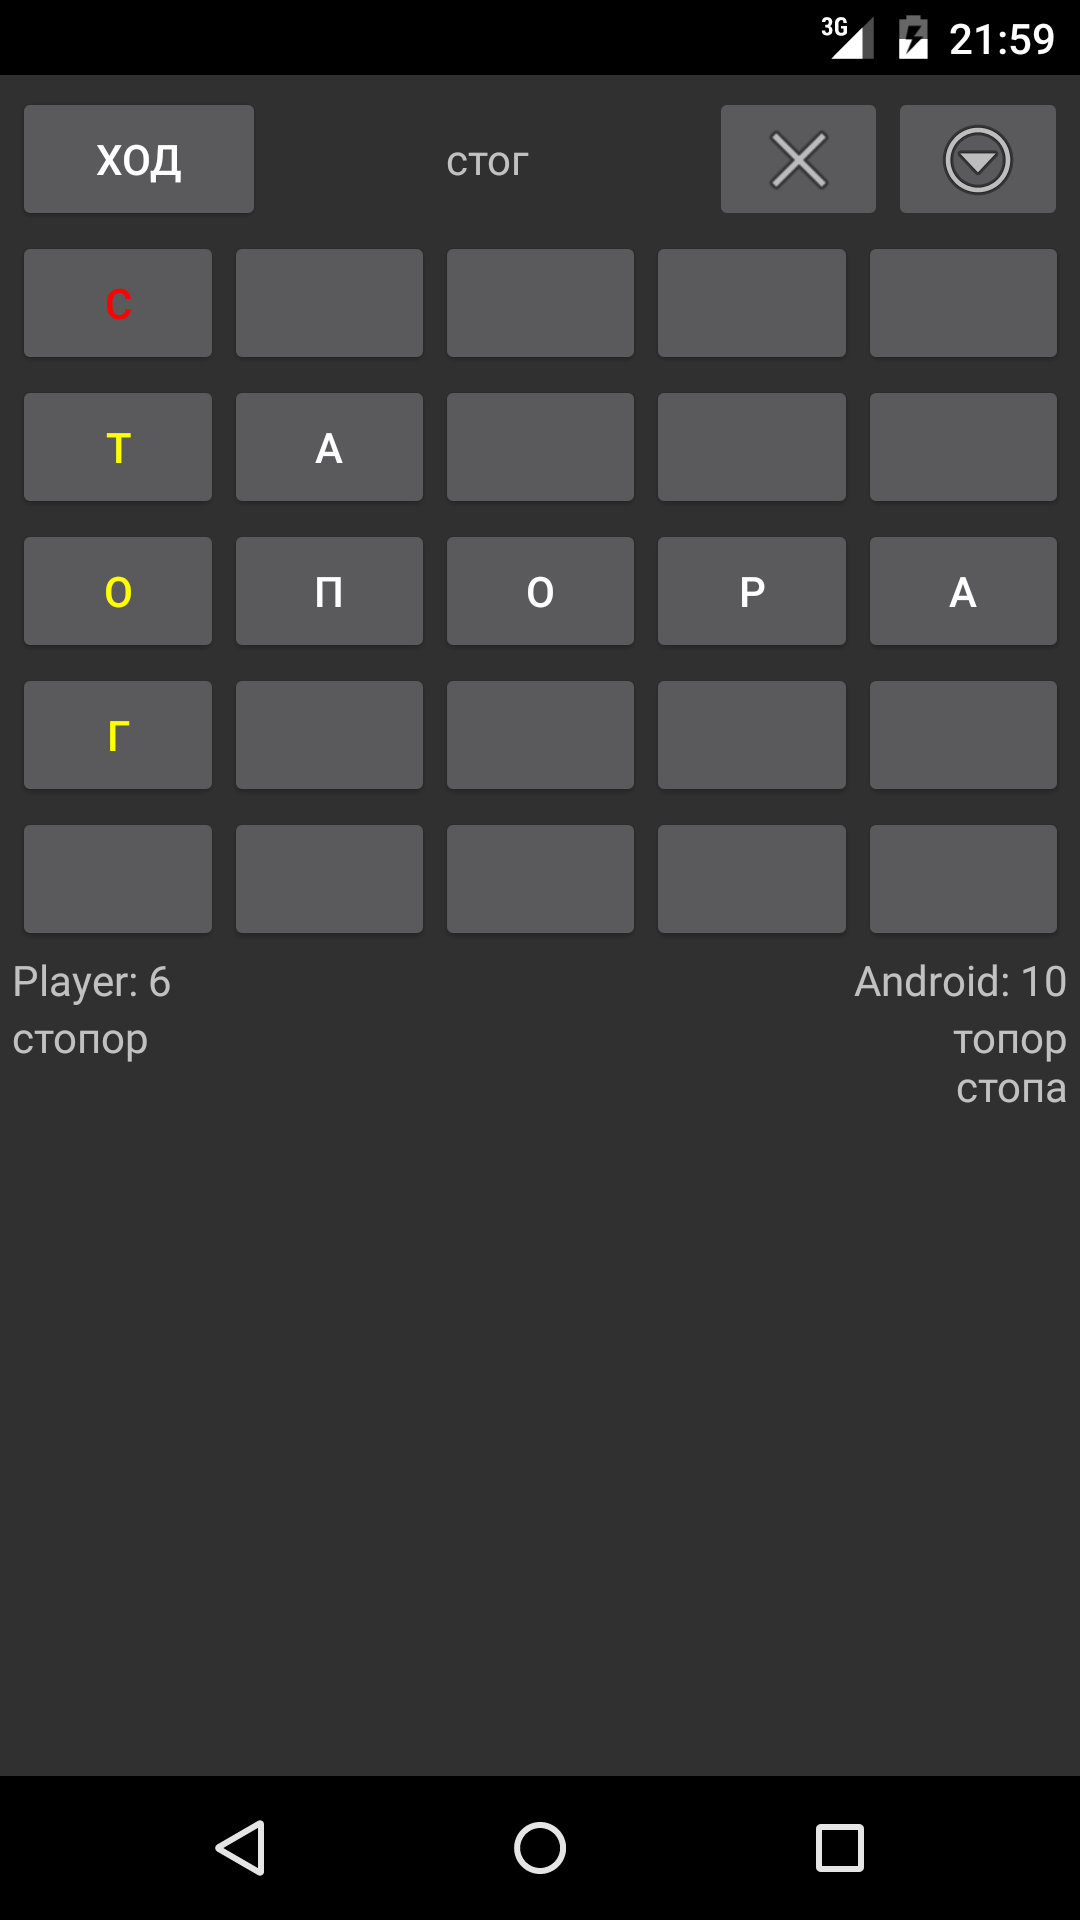 3G 21:59
ХОД стог
С
Т А
О П О Р А
Г
Player: 6 Android: 10
стопор топор
стопа